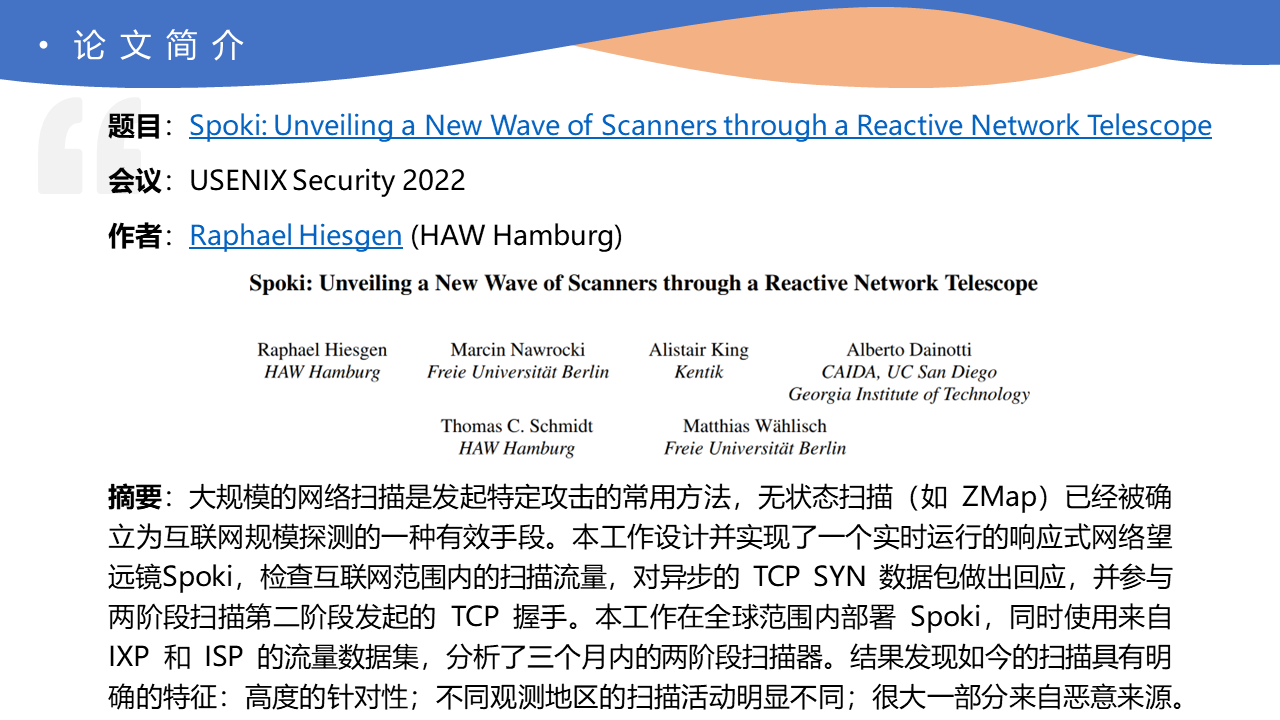 • 论文简介
题目：Spoki: Unveiling a New Wave of Scanners through a Reactive Network Telescope
会议：USENIX Security 2022
作者：Raphael Hiesgen (HAW Hamburg)
Spoki: Unveiling a New Wave of Scanners through a Reactive Network Telescope
Raphael Hiesgen Marcin Nawrocki Alistair King Alberto Dainotti
HAW Hamburg Freie Universität Berlin Kentik CAIDA, UC San Diego
Georgia Institute of Technology
Thomas C. Schmidt Matthias Wählisch
HAW Hamburg Freie Universität Berlin
摘要：大规模的网络扫描是发起特定攻击的常用方法，无状态扫描（如 ZMap）已经被确
立为互联网规模探测的一种有效手段。本工作设计并实现了一个实时运行的响应式网络望
远镜Spoki，检查互联网范围内的扫描流量，对异步的 TCP SYN 数据包做出回应，并参与
两阶段扫描第二阶段发起的 TCP 握手。本工作在全球范围内部署 Spoki，同时使用来自
IXP 和 ISP 的流量数据集，分析了三个月内的两阶段扫描器。结果发现如今的扫描具有明
确的特征：高度的针对性；不同观测地区的扫描活动明显不同；很大一部分来自恶意来源。